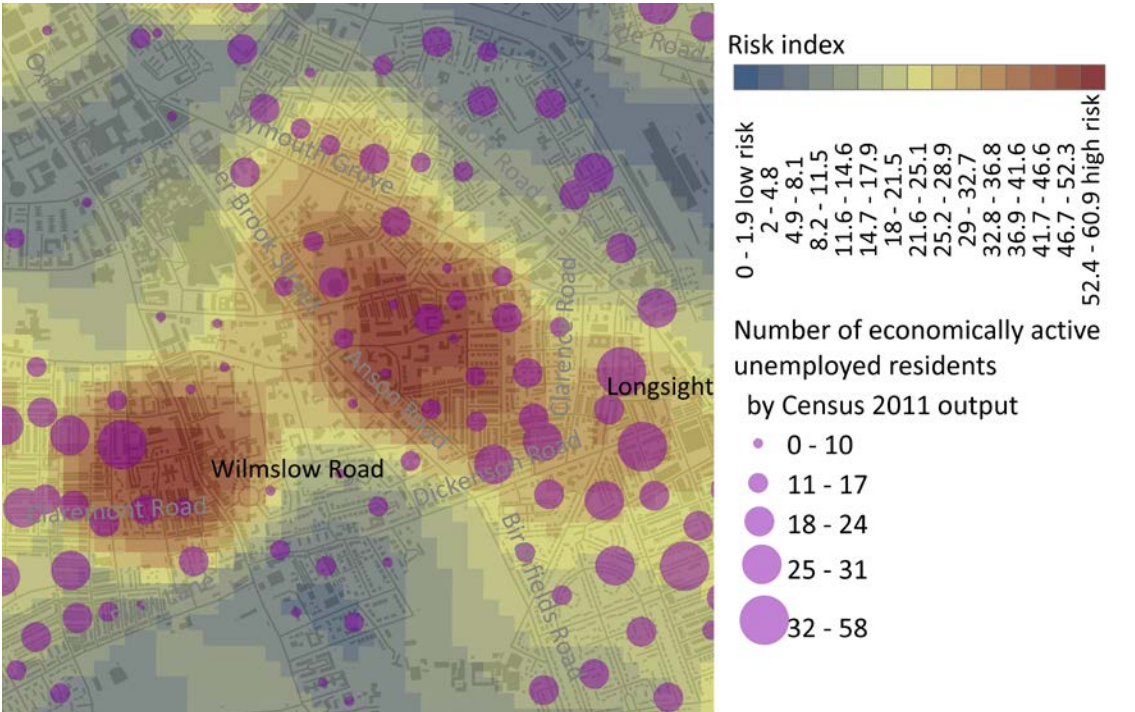 de Road
Oxf
Plymouth Grove
Road
er Brook Street
Clarence Road
Anson Road
Longsight
Wilmslow Road
Dickenson Road
Claremont Road
Birchfields Road
Risk index
0 - 1.9 low risk
2 - 4.8
4.9 - 8.1
8.2 - 11.5
11.6 - 14.6
14.7 - 17.9
18 - 21.5
21.6 - 25.1
25.2 - 28.9
29 - 32.7
32.8 - 36.8
36.9 - 41.6
41.7 - 46.6
46.7 - 52.3
52.4 - 60.9 high risk
Number of economically active
unemployed residents
by Census 2011 output
0 - 10
11 - 17
18 - 24
25 - 31
32 - 58